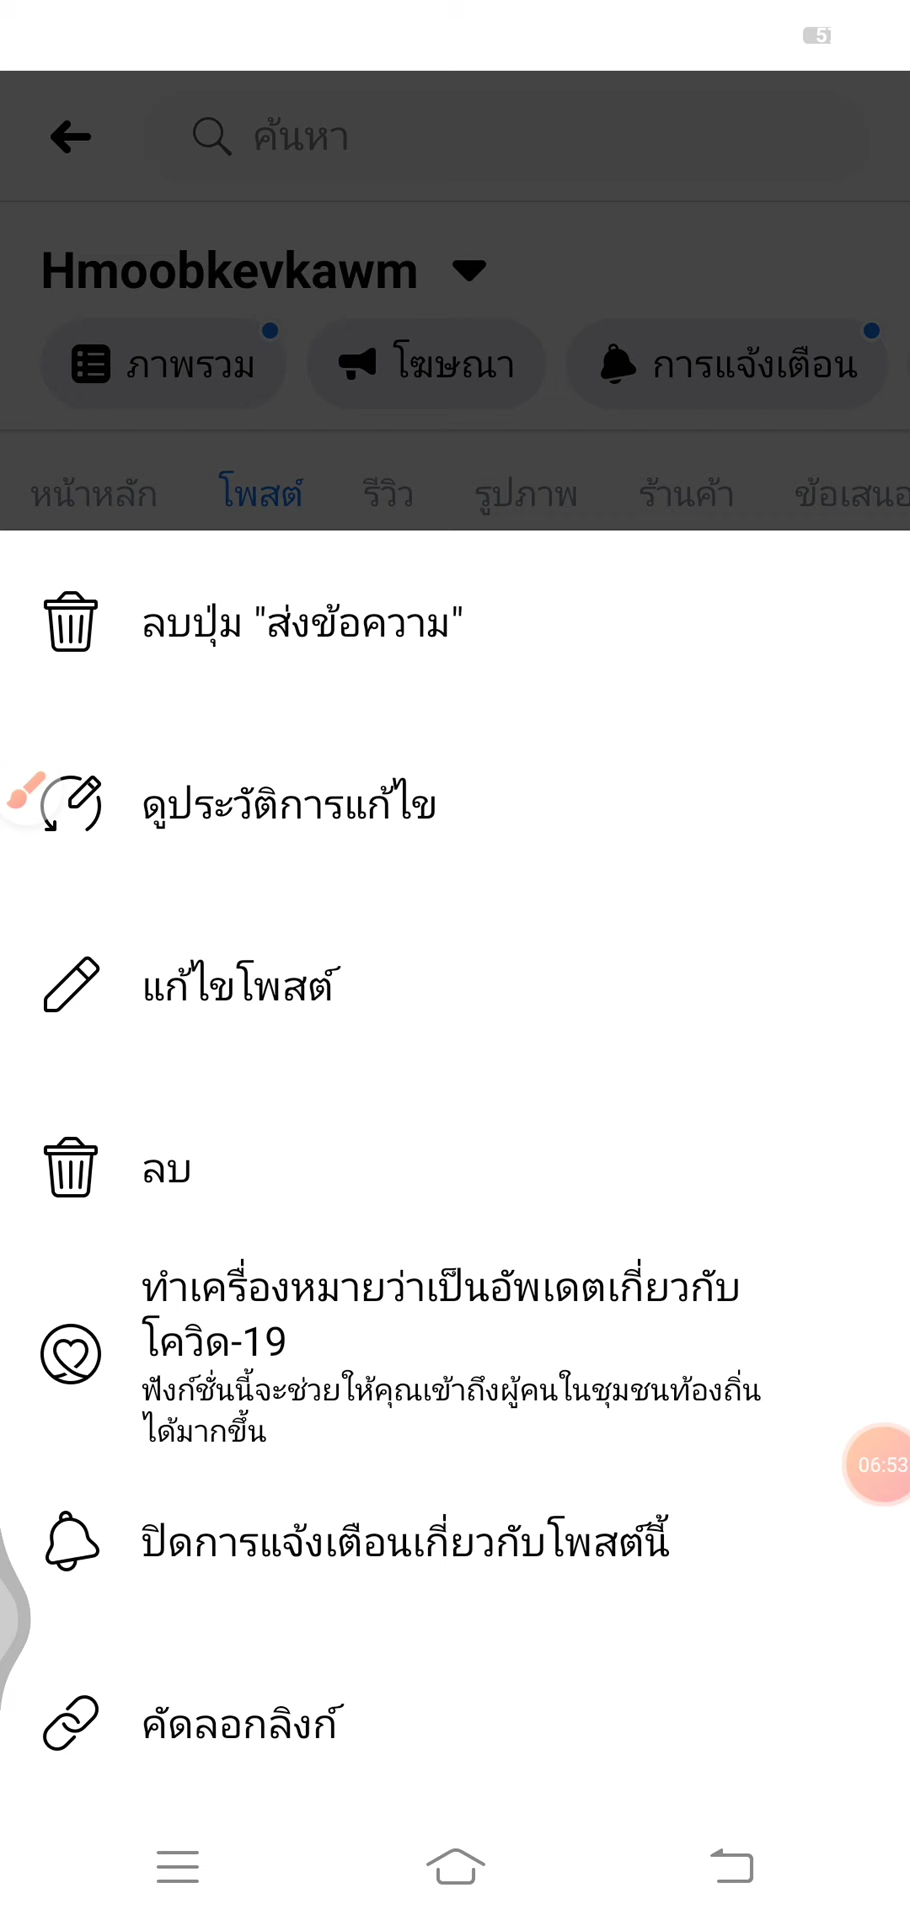 ค้นหา
Hmoobkevkawm
ภาพรวม โฆษณา การแจ้งเตือน
หน้าหลัก โพสต์ รีวิว รูปภาพ ร้านค้า ข้อเสนอ
ลบปุ่ม "ส่งข้อความ"
ดูประวัติการแก้ไข
แก้ไขโพสต์
ลบ
ทำเครื่องหมายว่าเป็นอัพเดตเกี่ยวกับ
โควิด-19
ฟังก์ชั่นนี้จะช่วยให้คุณเข้าถึงผู้คนในชุมชนท้องถิ่น
ได้มากขึ้น
06:53
ปิดการแจ้งเตือนเกี่ยวกับโพสต์นี้
คัดลอกลิงก์